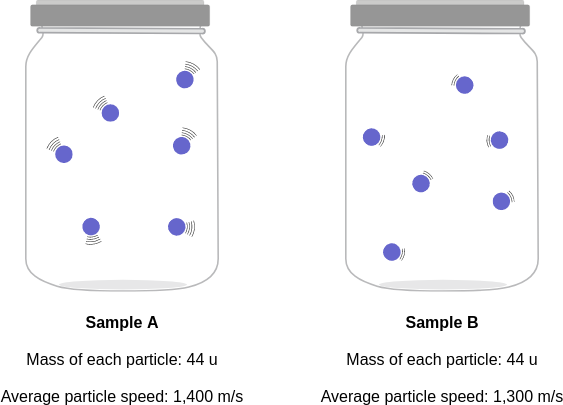 Sample A
Mass of each particle: 44 u
Average particle speed: 1,400 m/s
Sample B
Mass of each particle: 44 u
Average particle speed: 1,300 m/s